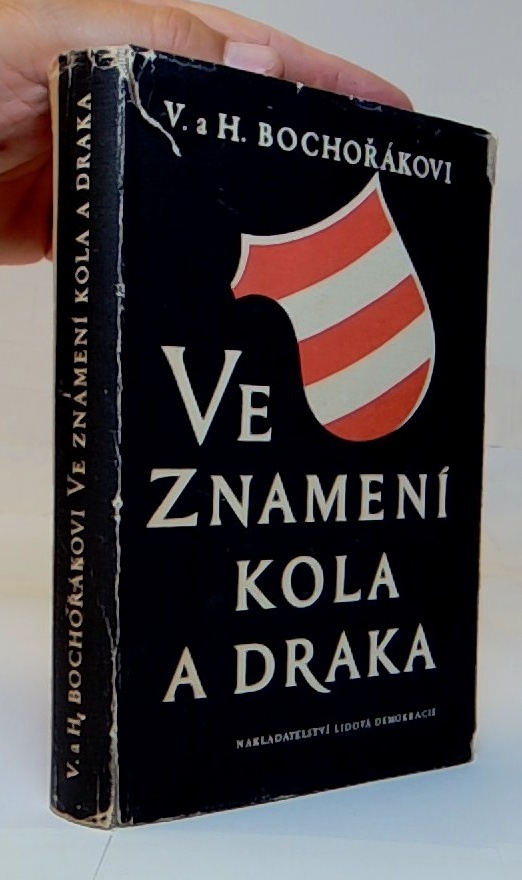 V. a H. BOCHOŘÁKOVI
VE
ZNAMENÍ
KOLA
A DRAKA
NAKLADATELSTVÍ LIDOVÁ DEMOKRACIE
V. a H. BOCHOŘÁKOVI VE ZNAMENÍ KOLA A DRAKA